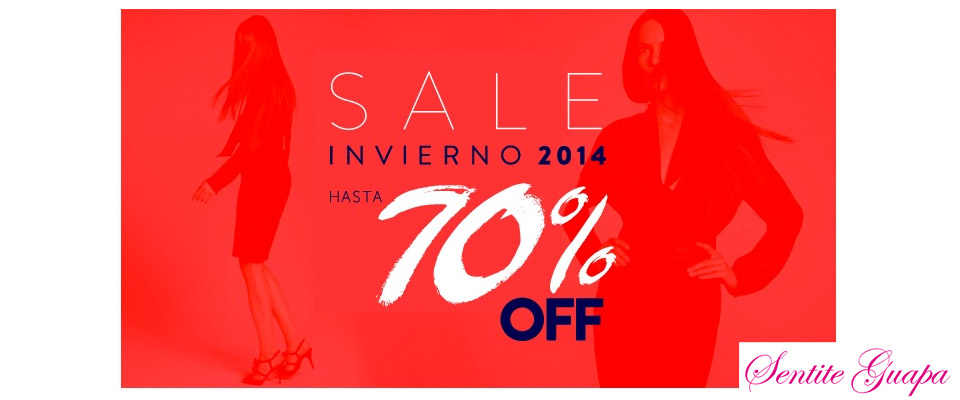 SALE
INVIERNO 2014
HASTA 70%
OFF
Sentite Guapa